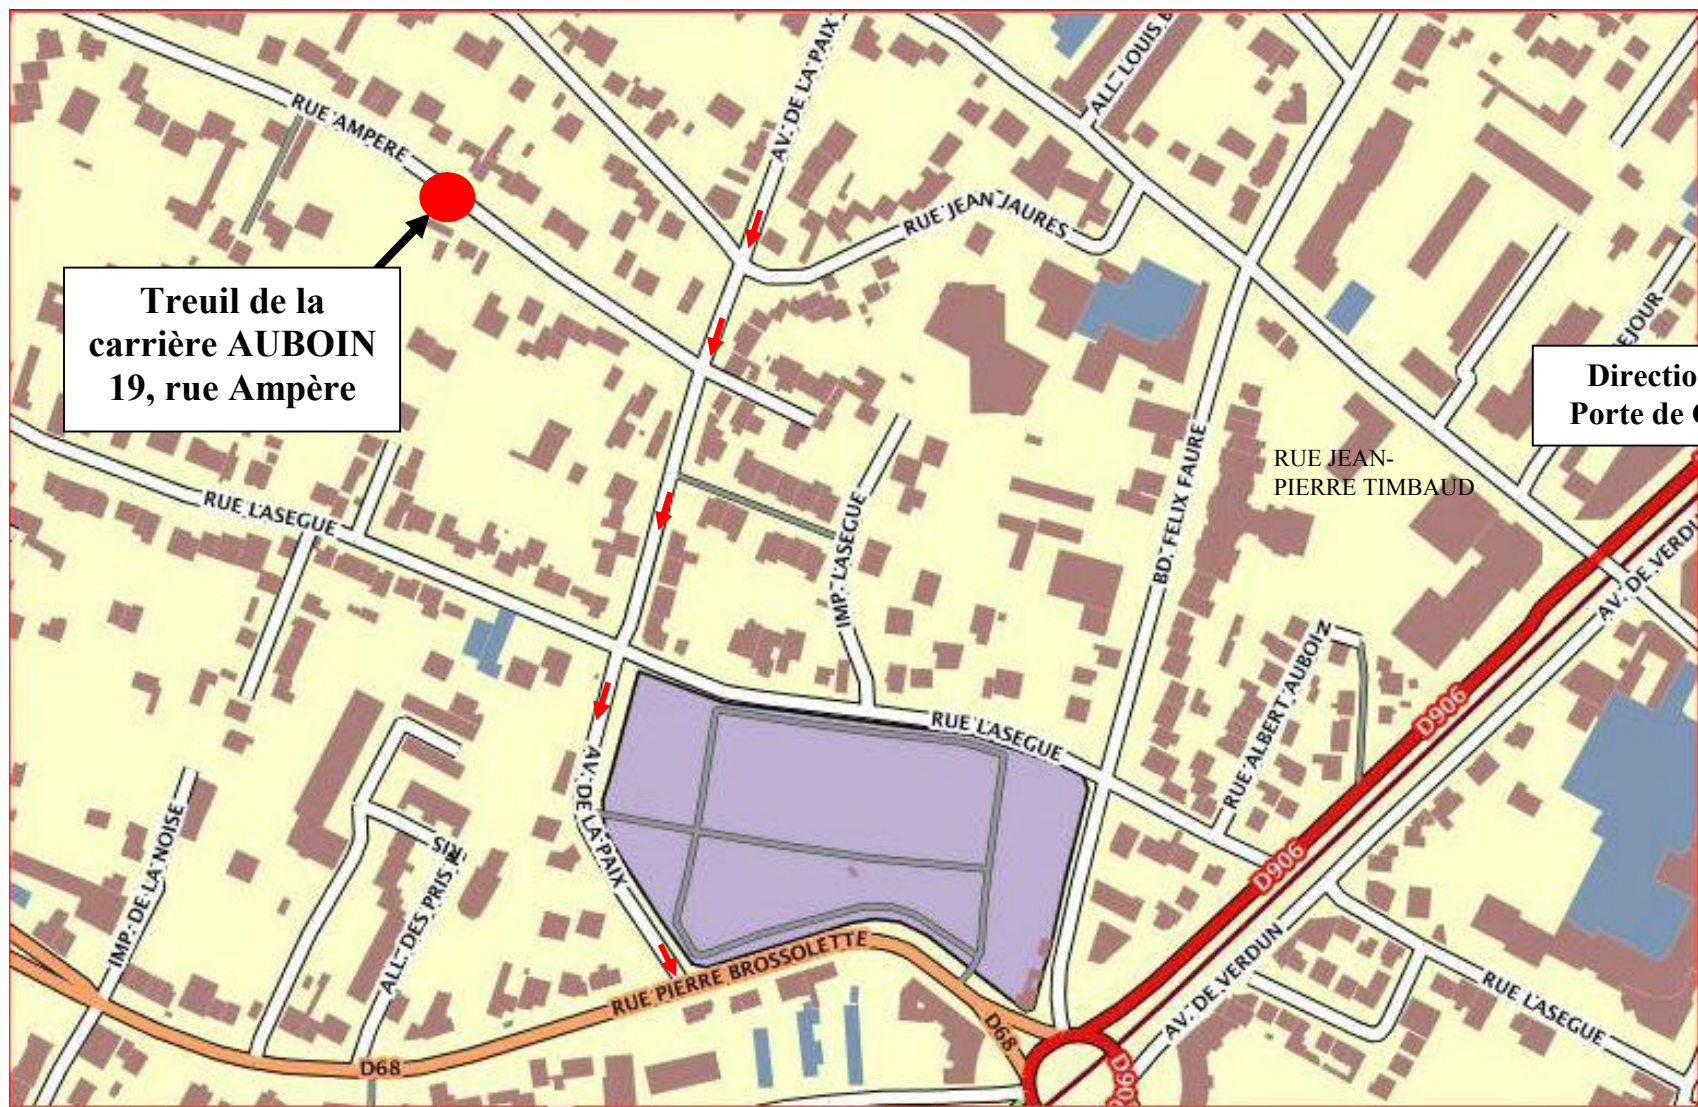 AV. DE LA PAIX
ALL. LOUIS
RUE AMPERE
RUE JEAN JAURES
Treuil de la
carrière AUBOIN
19, rue Ampère
EJOUR
Directio
Porte de
RUE JEAN-
PIERRE TIMBAUD
BD. FELIX FAURE
RUE LASEGUE
IMP. LASEGUE
AV. DE VERDU
RUE ALBERT AUBOIN
D906
RUE LASEGUE
AV. DE LA PAIX
IMP. DE LA NOISE
ALL. DES PRIS
RIS
D906
RUE PIERRE BROSSOLETTE
AV. DE VERDUN
RUE LASEGUE
D68
D68